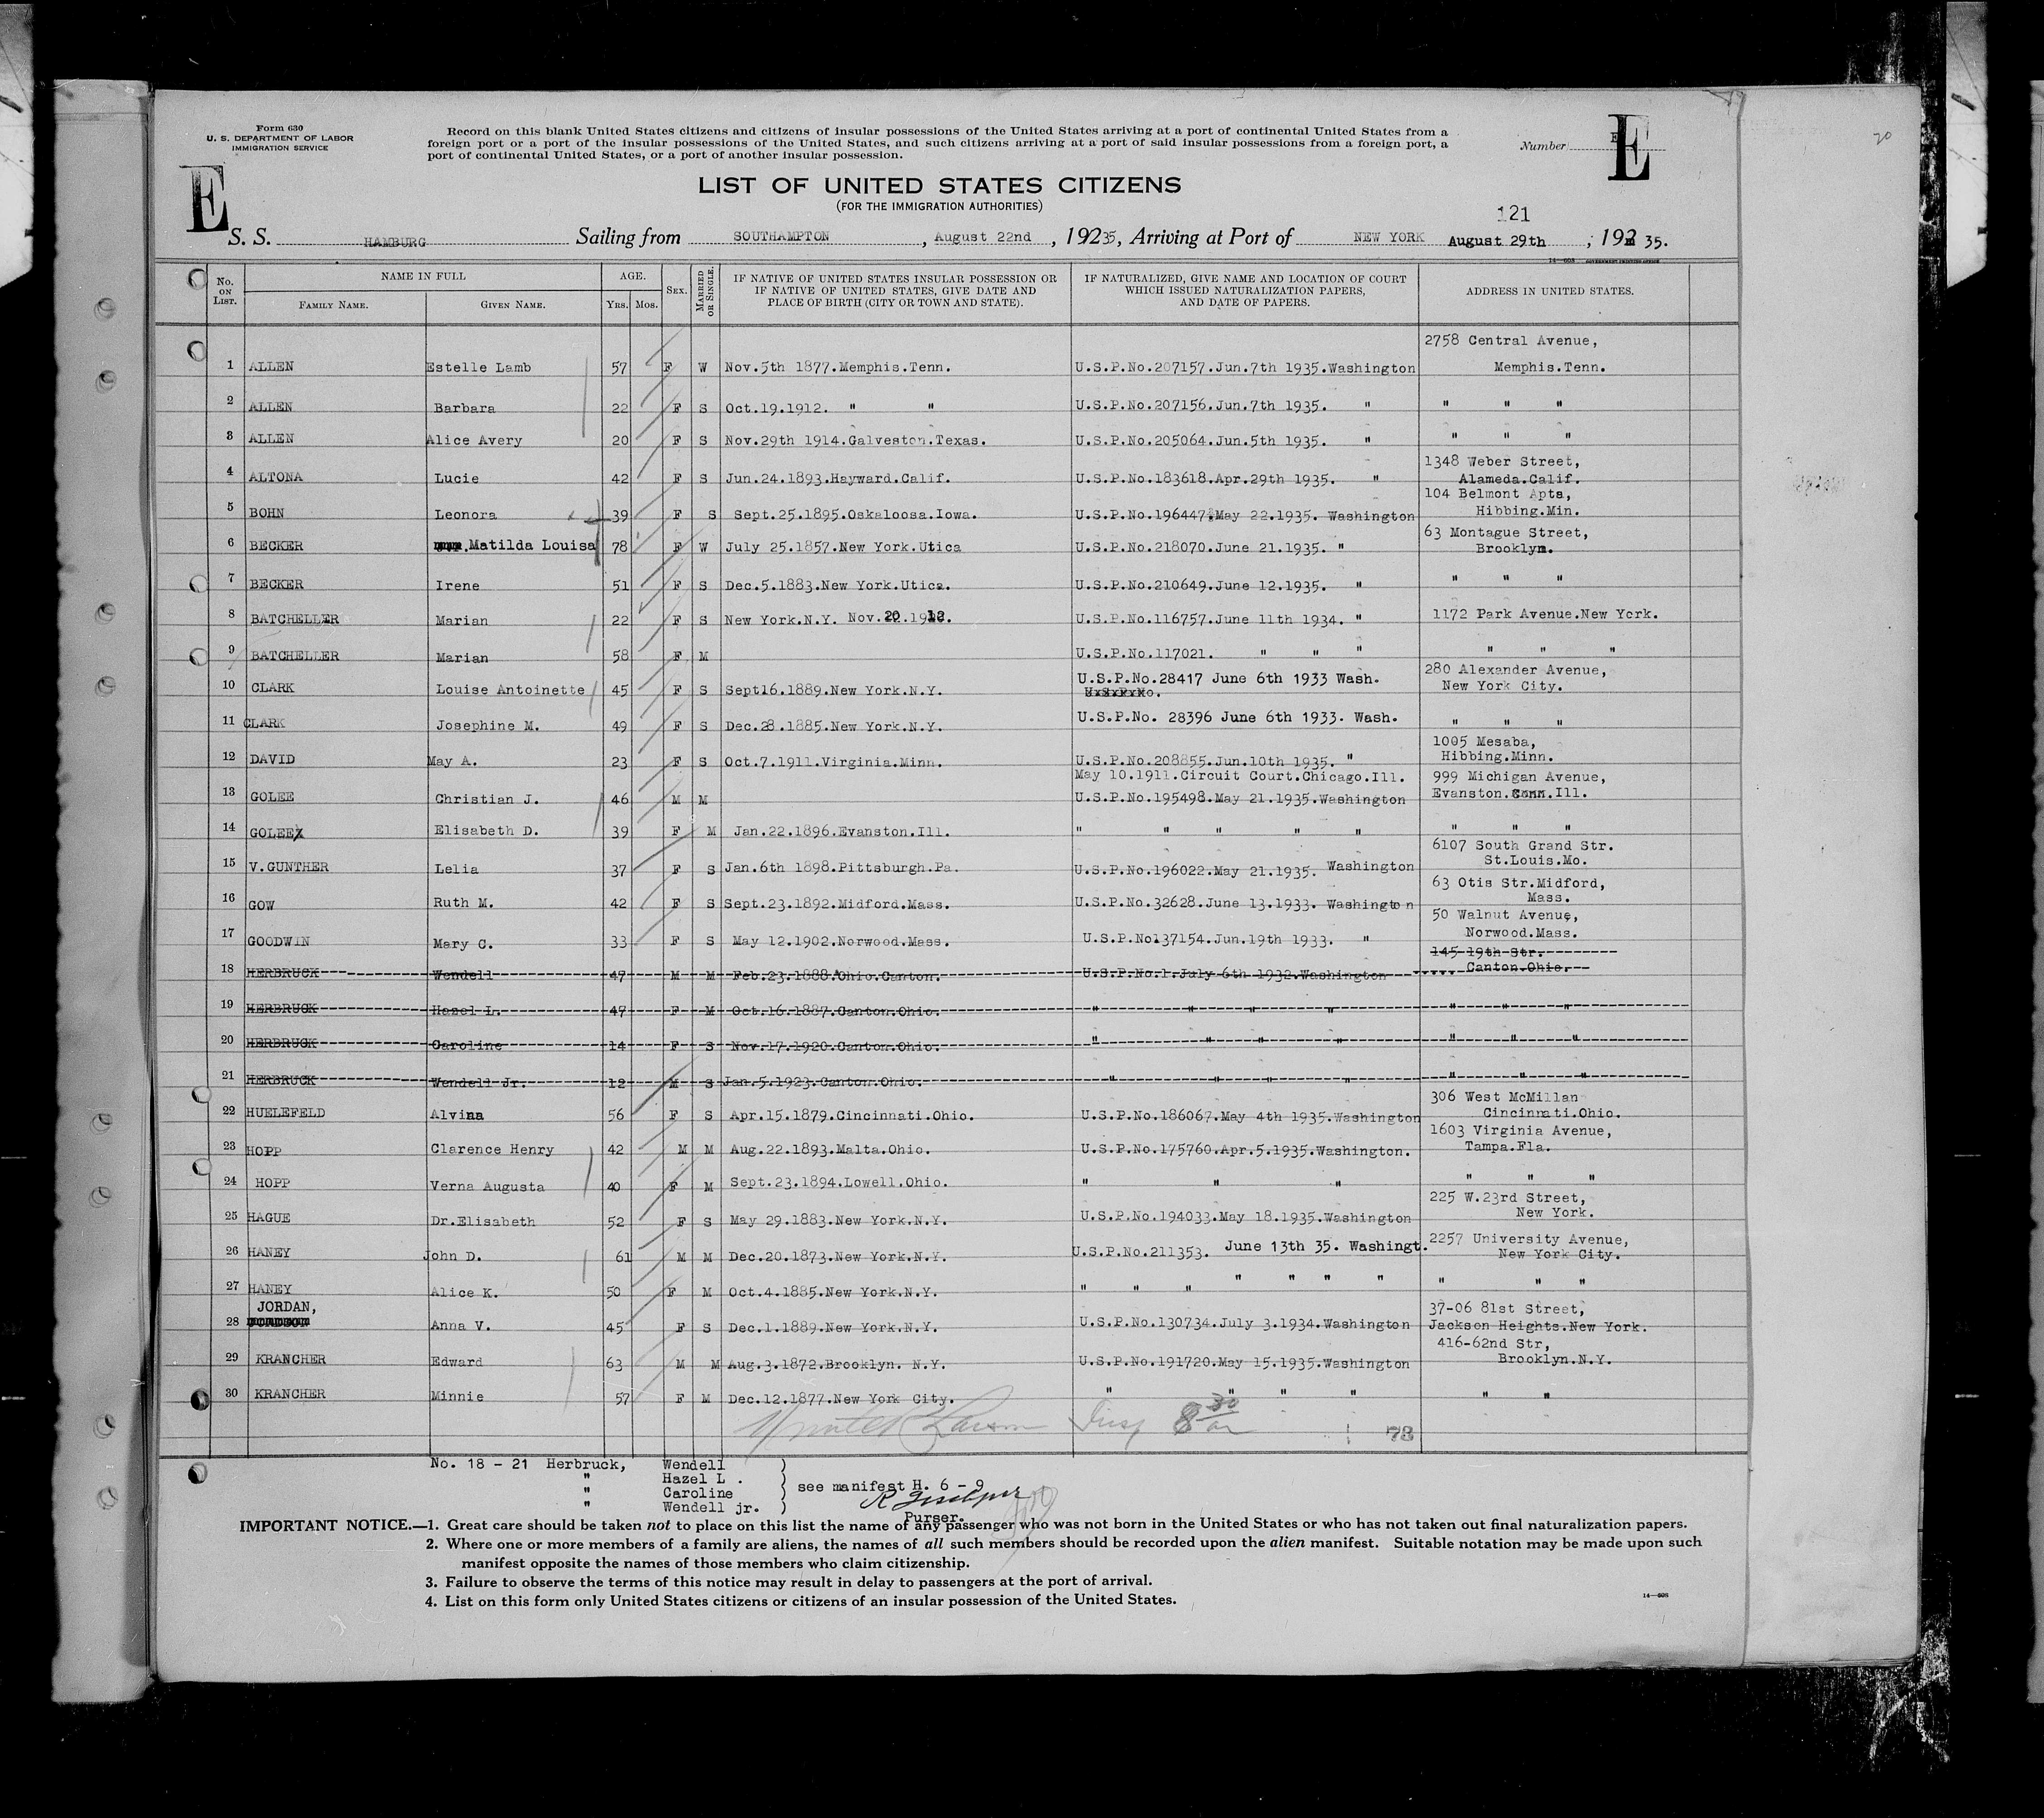 Form 630
U. S. DEPARTMENT OF LABOR
IMMIGRATION SERVICE
Record on this blank United States citizens and citizens of insular possessions of the United States arriving at a port of continental United States from a
foreign port or a port of the insular possessions of the United States, and such citizens arriving at a port of said insular possessions from a foreign port, a
port of continental United States, or a port of another insular possession.
Number
E
E
20
LIST OF UNITED STATES CITIZENS
(FOR THE IMMIGRATION AUTHORITIES)
121
S. S. HAMBURG Sailing from SOUTHAMPTON, August 22nd, 19235, Arriving at Port of NEW YORK August 29th; 192 35.
No. ON LIST. NAME IN FULL FAMILY NAME. GIVEN NAME. AGE. YRS. MOS. SEX. MARRIED OR SINGLE. IF NATIVE OF UNITED STATES INSULAR POSSESSION OR IF NATIVE OF UNITED STATES, GIVE DATE AND PLACE OF BIRTH (CITY OR TOWN AND STATE). IF NATURALIZED, GIVE NAME AND LOCATION OF COURT WHICH ISSUED NATURALIZATION PAPERS, AND DATE OF PAPERS. ADDRESS IN UNITED STATES.
2758 Central Avenue,
1 ALLEN Estelle Lamb 57 F W Nov.5th 1877.Memphis.Tenn. U.S.P.No.207157.Jun.7th 1935.Washington Memphis.Tenn.
2 ALLEN Barbara 22 F S Oct.19.1912. " " U.S.P.No.207156.Jun.7th 1935. " " " "
3 ALLEN Alice Avery 20 F S Nov.29th 1914.Galveston.Texas. U.S.P.No.205064.Jun.5th 1935. " " " "
1348 Weber Street,
4 ALTONA Lucie 42 F S Jun.24.1893.Hayward.Calif. U.S.P.No.183618.Apr.29th 1935. " Alameda.Calif.
104 Belmont Apts,
5 BOHN Leonora 39 F S Sept.25.1895.Oskaloosa.Iowa. U.S.P.No.196447.May 22.1935. Washington Hibbing.Min.
63 Montague Street,
6 BECKER Matilda Louisa 78 F W July 25.1857.New York.Utica U.S.P.No.218070.June 21.1935. " Brooklyn.
7 BECKER Irene 51 F S Dec.5.1883.New York.Utica. U.S.P.No.210649.June 12.1935. " " " "
8 BATCHELLER Marian 22 F S New York.N.Y. Nov.20.1912. U.S.P.No.116757.June 11th 1934. " 1172 Park Avenue.New York.
9 BATCHELLER Marian 58 F M U.S.P.No.117021. " " " " " "
280 Alexander Avenue,
10 CLARK Louise Antoinette 45 F S Sept16.1889.New York.N.Y. U.S.P.No.28417 June 6th 1933 Wash. New York City.
UxSxPxNo.
11 CLARK Josephine M. 49 F S Dec.28.1885.New York.N.Y. U.S.P.No. 28396 June 6th 1933. Wash. " " "
1005 Mesaba,
12 DAVID May A. 23 F S Oct.7.1911.Virginia.Minn. U.S.P.No.208855.Jun.10th 1935. " Hibbing.Minn.
May 10.1911.Circuit Court.Chicago.Ill. 999 Michigan Avenue,
13 GOLEE Christian J. 46 M M U.S.P.No.195498.May 21.1935.Washington Evanston.Ill.
14 GOLEE Elisabeth D. 39 F M Jan.22.1896.Evanston.Ill. " " " " " " " "
6107 South Grand Str.
15 V.GUNTHER Lelia 37 F S Jan.6th 1898.Pittsburgh.Pa. U.S.P.No.196022.May 21.1935. Washington St.Louis.Mo.
63 Otis Str.Midford,
16 GOW Ruth M. 42 F S Sept.23.1892.Midford.Mass. U.S.P.No.32628.June 13.1933. Washington Mass.
50 Walnut Avenue,
17 GOODWIN Mary C. 33 F S May 12.1902.Norwood.Mass. U.S.P.No137154.Jun.19th 1933. " Norwood.Mass.
145 19th Str.
18 HERBRUCK Wendell 47 M M Feb.23.1888.Ohio.Canton. U.S.P.No.1.July 6th 1932.Washington Canton.Ohio.
19 HERBRUCK Hazel L. 47 F M Oct.16.1887.Canton.Ohio. " " " " " " "
20 HERBRUCK Caroline 14 F S Nov.17.1920.Canton.Ohio. " " " " " " "
21 HERBRUCK Wendell Jr. 12 M S Jan.5.1923.Canton.Ohio. " " " " " " "
306 West McMillan
22 HUELEFELD Alvina 56 F S Apr.15.1879.Cincinnati.Ohio. U.S.P.No.186067.May 4th 1935.Washington Cincinnati.Ohio.
1603 Virginia Avenue,
23 HOPP Clarence Henry 42 M M Aug.22.1893.Malta.Ohio. U.S.P.No.175760.Apr.5.1935.Washington. Tampa.Fla.
24 HOPP Verna Augusta 40 F M Sept.23.1894.Lowell.Ohio. " " " " " "
225 W.23rd Street,
25 HAGUE Dr.Elisabeth 52 F S May 29.1883.New York.N.Y. U.S.P.No.194033.May 18.1935.Washington New York.
26 HANEY John D. 61 M M Dec.20.1873.New York.N.Y. U.S.P.No.211353. June 13th 35. Washingt. 2257 University Avenue,
New York City.
27 HANEY Alice K. 50 F M Oct.4.1885.New York.N.Y. " " " " " " " " " "
JORDAN, 37-06 81st Street,
28 Anna V. 45 F S Dec.1.1889.New York.N.Y. U.S.P.No.130734.July 3.1934.Washington Jackson Heights.New York.
416-62nd Str,
29 KRANCHER Edward 63 M M Aug.3.1872.Brooklyn. N.Y. U.S.P.No.191720.May 15.1935.Washington Brooklyn.N.Y.
30 KRANCHER Minnie 57 F M Dec.12.1877.New York City. " " " " " "
Insp 8 30 am
73
No. 18 - 21 Herbruck, Wendell
" Hazel L .
" Caroline see manifest H. 6 - 9
" Wendell jr.
Purser.
IMPORTANT NOTICE.—1. Great care should be taken not to place on this list the name of any passenger who was not born in the United States or who has not taken out final naturalization papers.
2. Where one or more members of a family are aliens, the names of all such members should be recorded upon the alien manifest. Suitable notation may be made upon such
manifest opposite the names of those members who claim citizenship.
3. Failure to observe the terms of this notice may result in delay to passengers at the port of arrival.
4. List on this form only United States citizens or citizens of an insular possession of the United States.